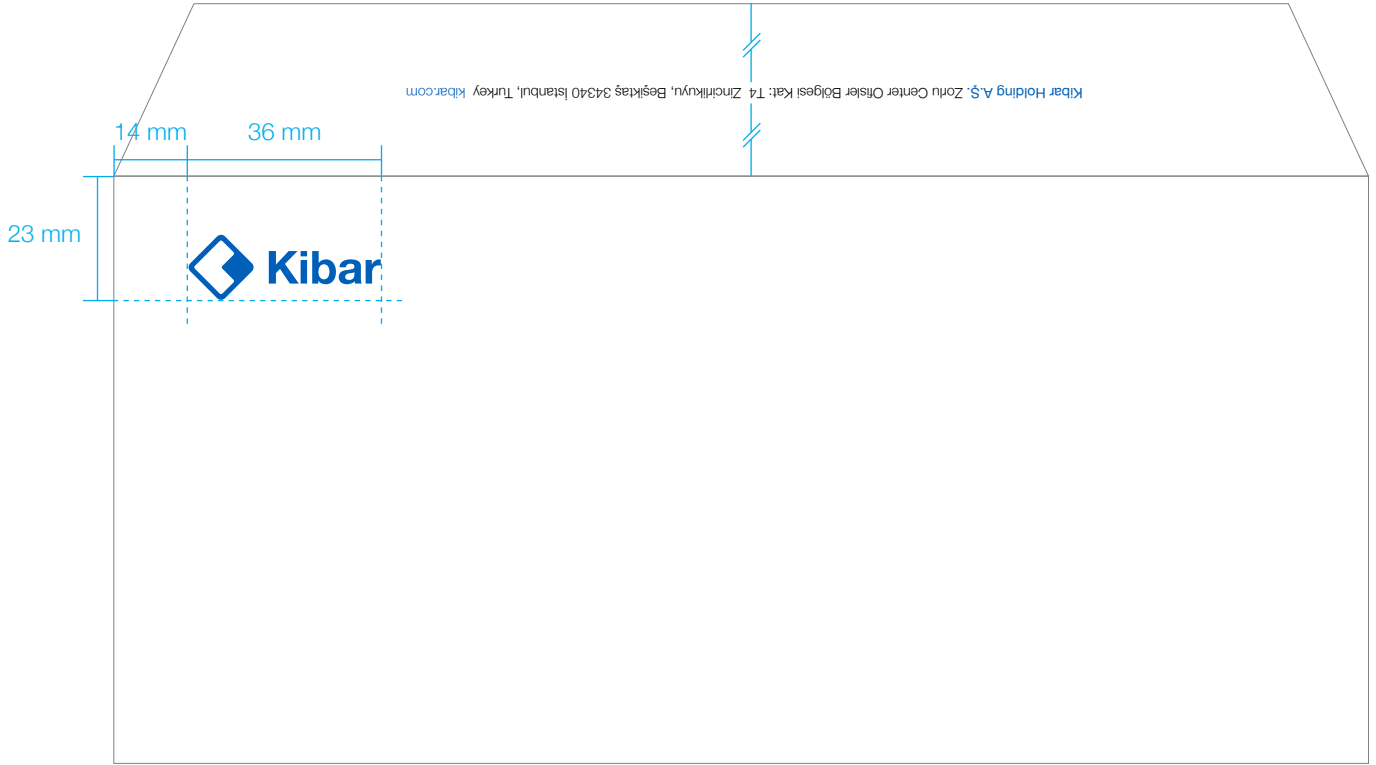 Kibar Holding A.Ş. Zorlu Center Ofisler Bölgesi Kat: T4 Zincirlikuyu, Beşiktaş 34340 İstanbul, Turkey kibar.com
14 mm
36 mm
23 mm
Kibar